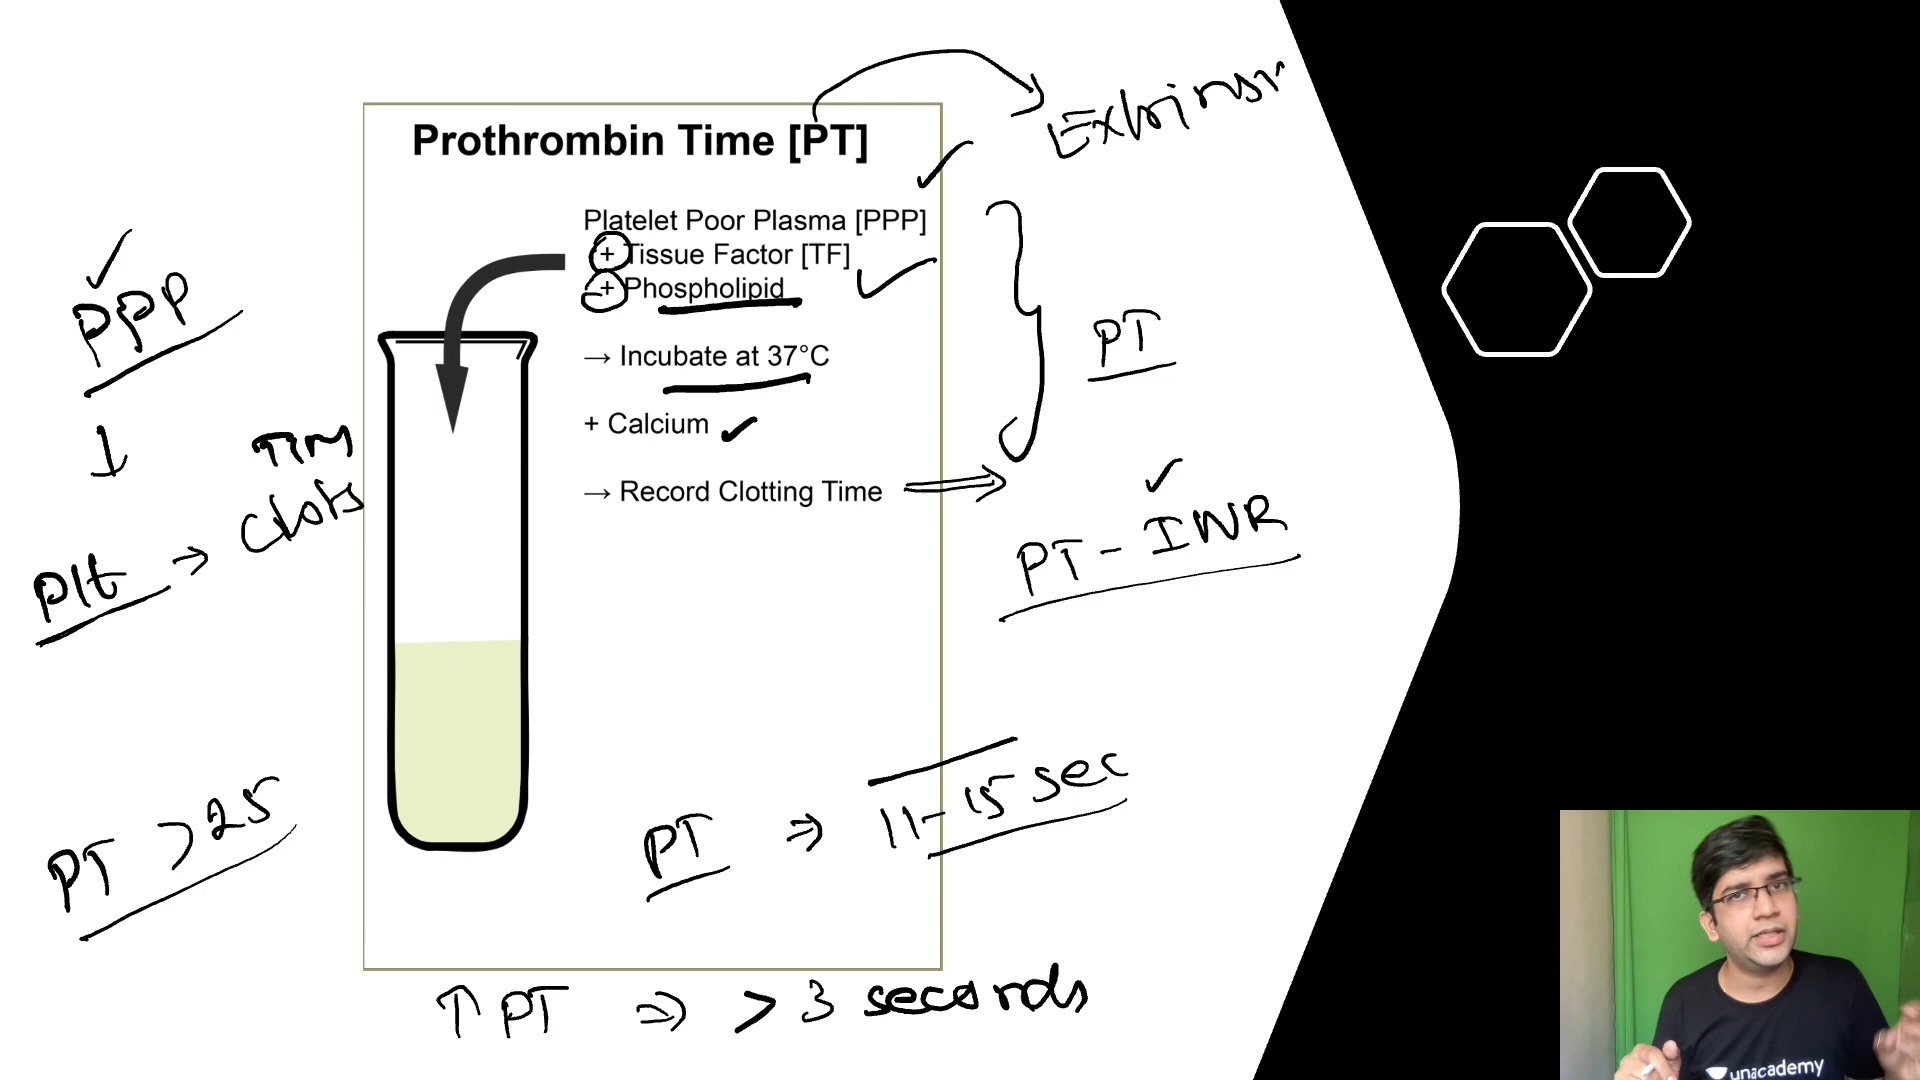 Prothrombin Time [PT]
Platelet Poor Plasma [PPP]
+ Tissue Factor [TF]
+ Phospholipid
→ Incubate at 37°C
+ Calcium
→ Record Clotting Time
PPP
↓
Plt →
Clots
PT
PT - INR
PT > 25
PT ⇒ 11-15 sec
↑ PT ⇒ > 3 seconds
unacademy